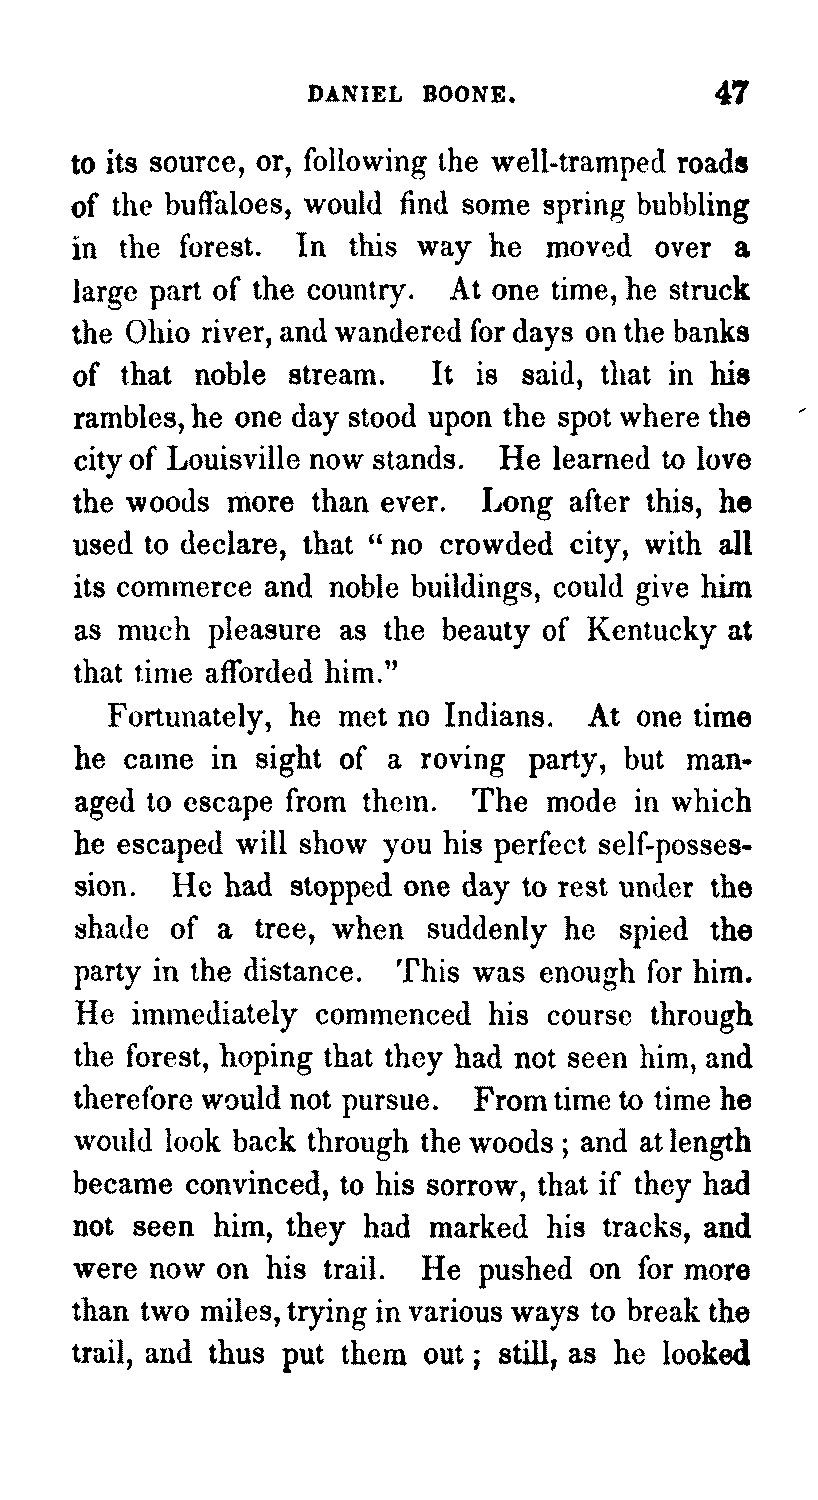 DANIEL BOONE. 47
to its source, or, following the well-tramped roads
of the buffaloes, would find some spring bubbling
in the forest. In this way he moved over a
large part of the country. At one time, he struck
the Ohio river, and wandered for days on the banks
of that noble stream. It is said, that in his
rambles, he one day stood upon the spot where the
city of Louisville now stands. He learned to love
the woods more than ever. Long after this, he
used to declare, that “ no crowded city, with all
its commerce and noble buildings, could give him
as much pleasure as the beauty of Kentucky at
that time afforded him.”
Fortunately, he met no Indians. At one time
he came in sight of a roving party, but man-
aged to escape from them. The mode in which
he escaped will show you his perfect self-posses-
sion. He had stopped one day to rest under the
shade of a tree, when suddenly he spied the
party in the distance. This was enough for him.
He immediately commenced his course through
the forest, hoping that they had not seen him, and
therefore would not pursue. From time to time he
would look back through the woods ; and at length
became convinced, to his sorrow, that if they had
not seen him, they had marked his tracks, and
were now on his trail. He pushed on for more
than two miles, trying in various ways to break the
trail, and thus put them out ; still, as he looked